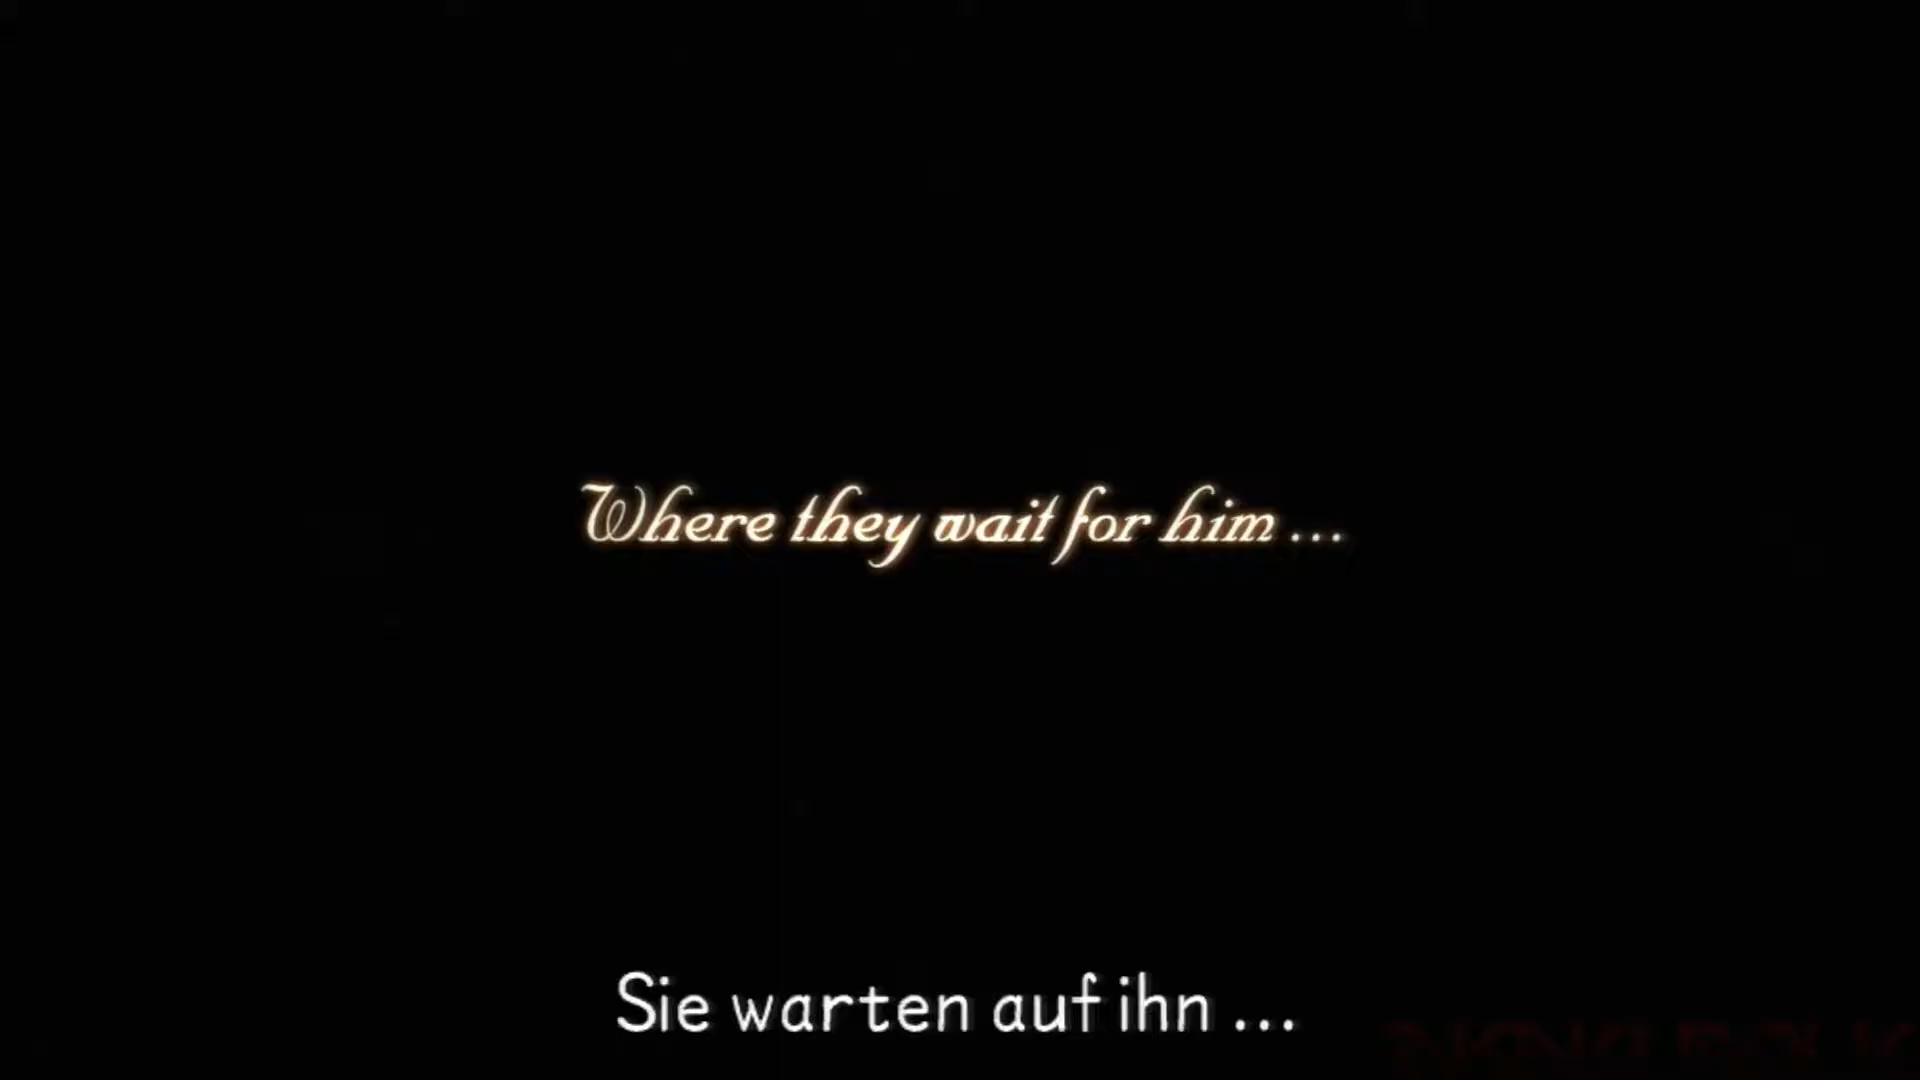 Where they wait for him ...
Sie warten auf ihn ...